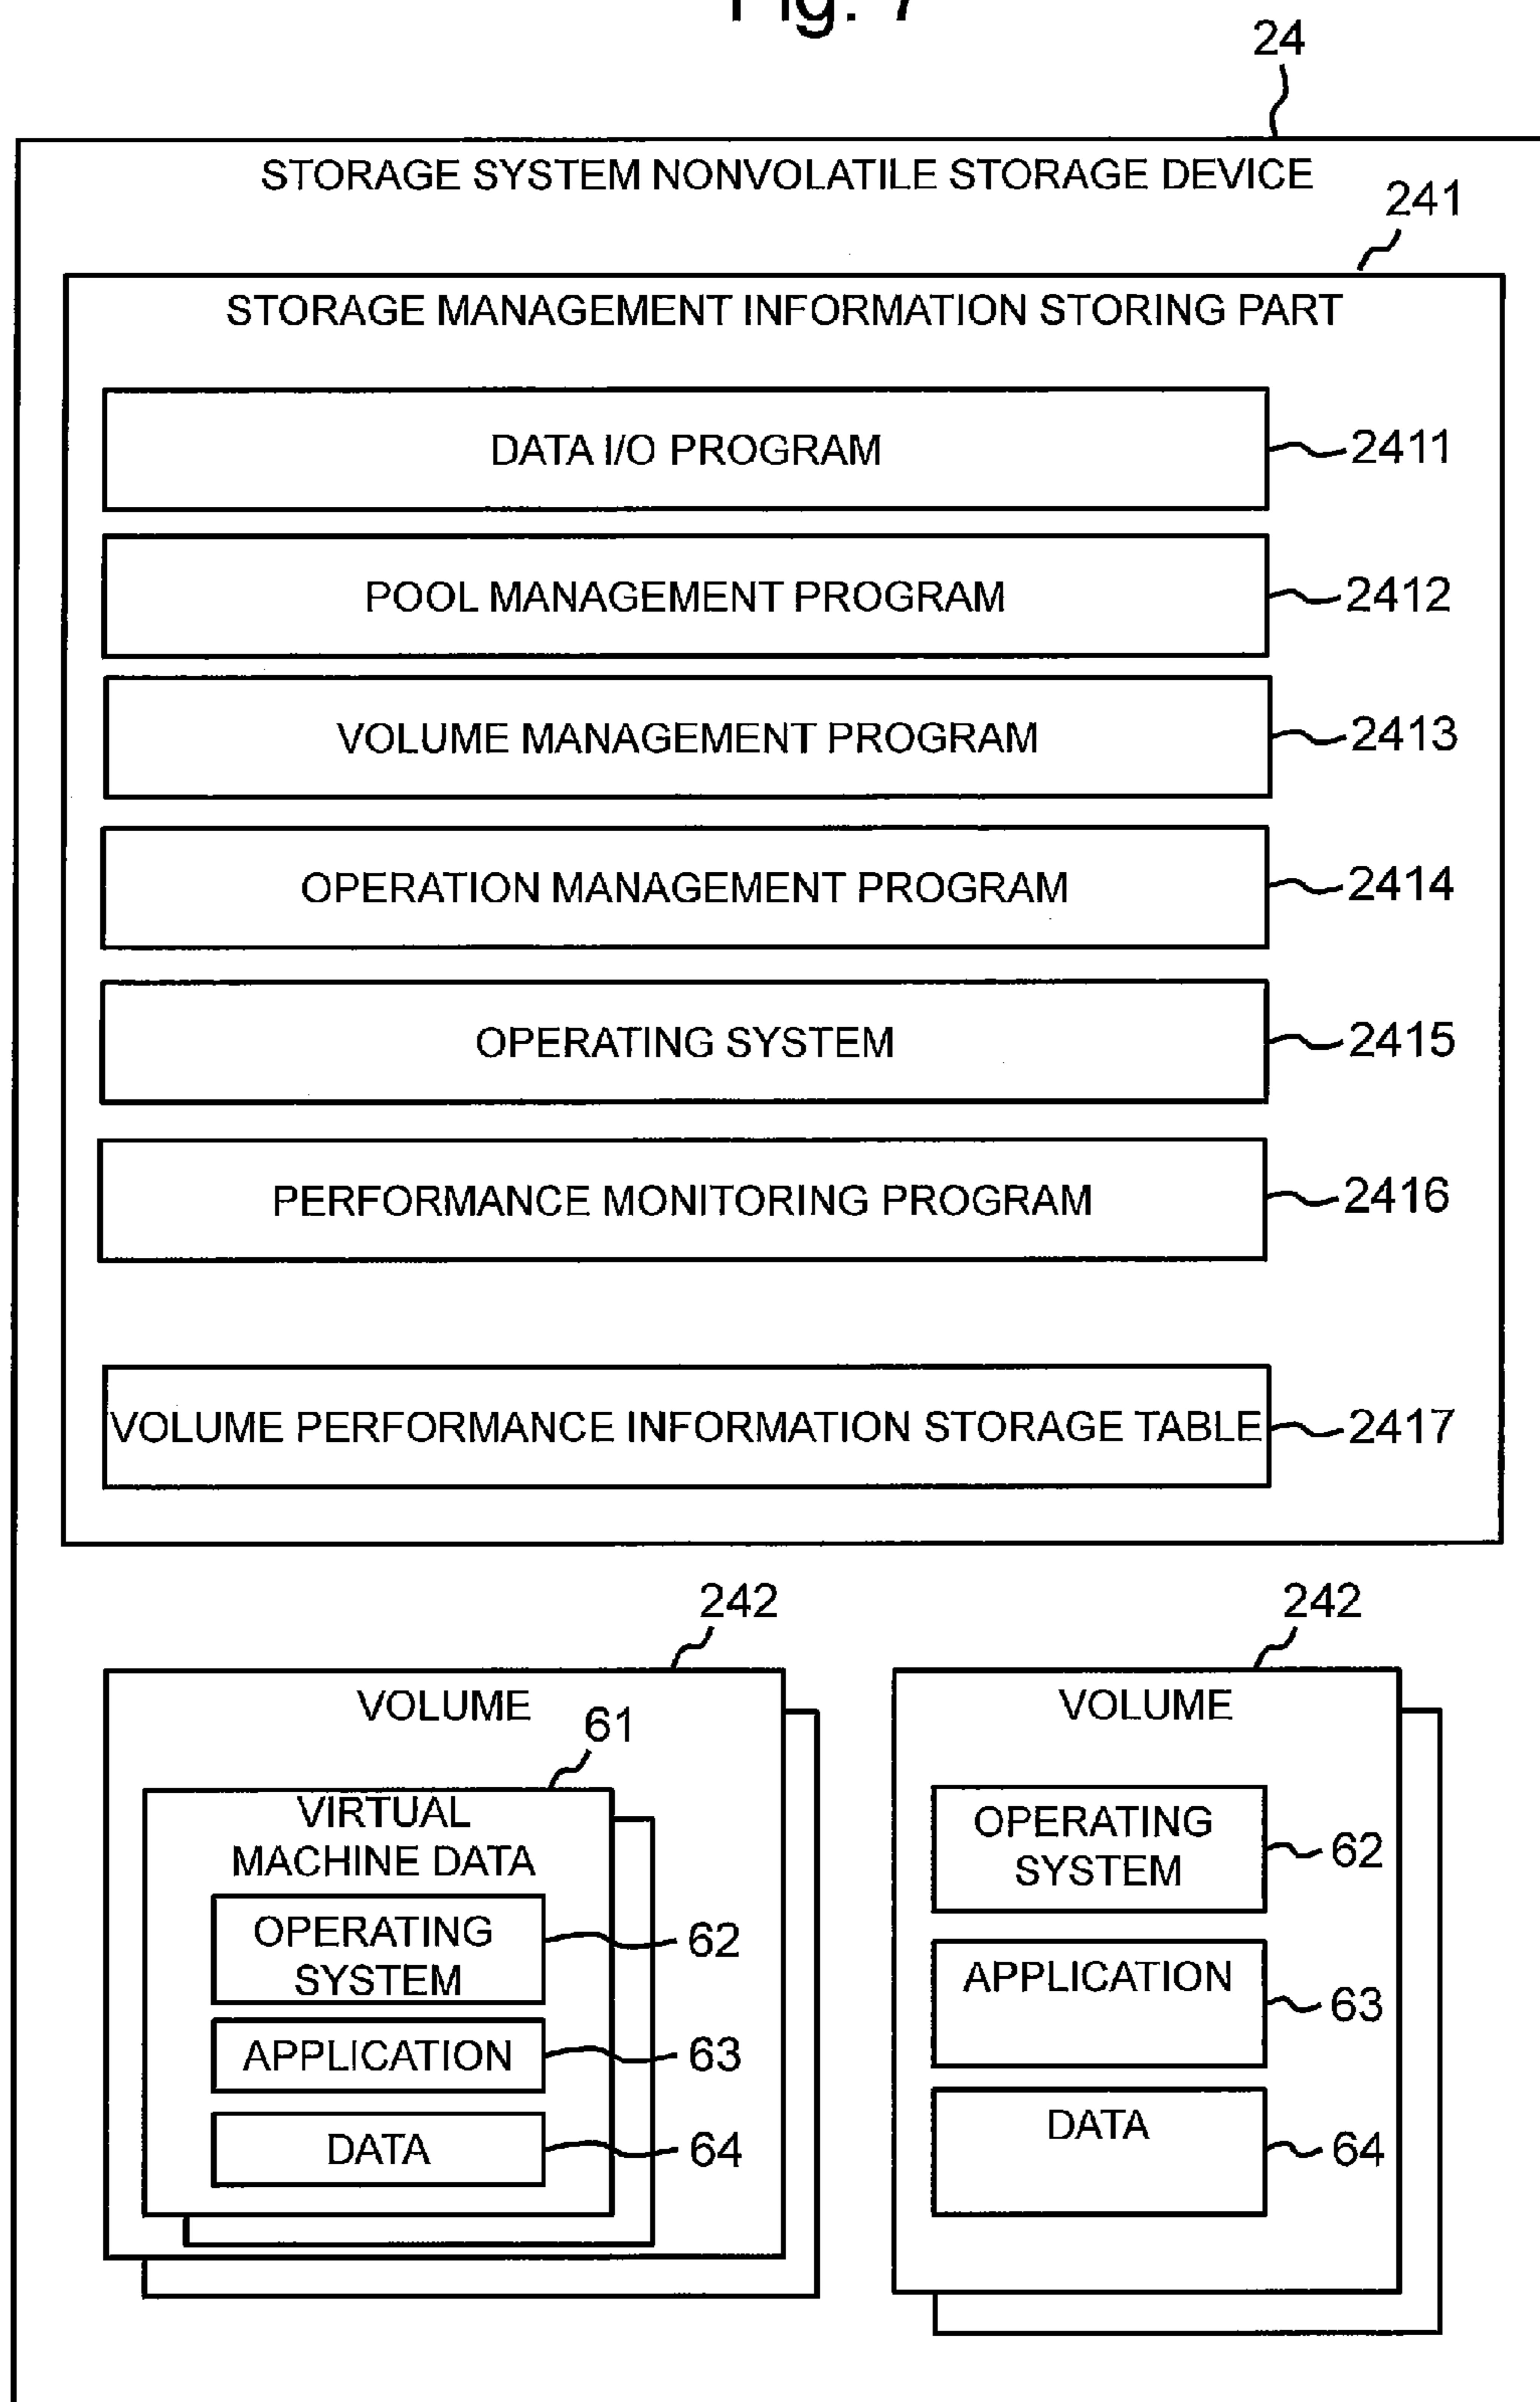 Fig. 7
24
STORAGE SYSTEM NONVOLATILE STORAGE DEVICE
241
STORAGE MANAGEMENT INFORMATION STORING PART
DATA I/O PROGRAM
2411
POOL MANAGEMENT PROGRAM
2412
VOLUME MANAGEMENT PROGRAM
2413
OPERATION MANAGEMENT PROGRAM
2414
OPERATING SYSTEM
2415
PERFORMANCE MONITORING PROGRAM
2416
VOLUME PERFORMANCE INFORMATION STORAGE TABLE
2417
242
VOLUME
61
VIRTUAL
MACHINE DATA
OPERATING
SYSTEM
62
APPLICATION
63
DATA
64
242
VOLUME
OPERATING
SYSTEM
62
APPLICATION
63
DATA
64